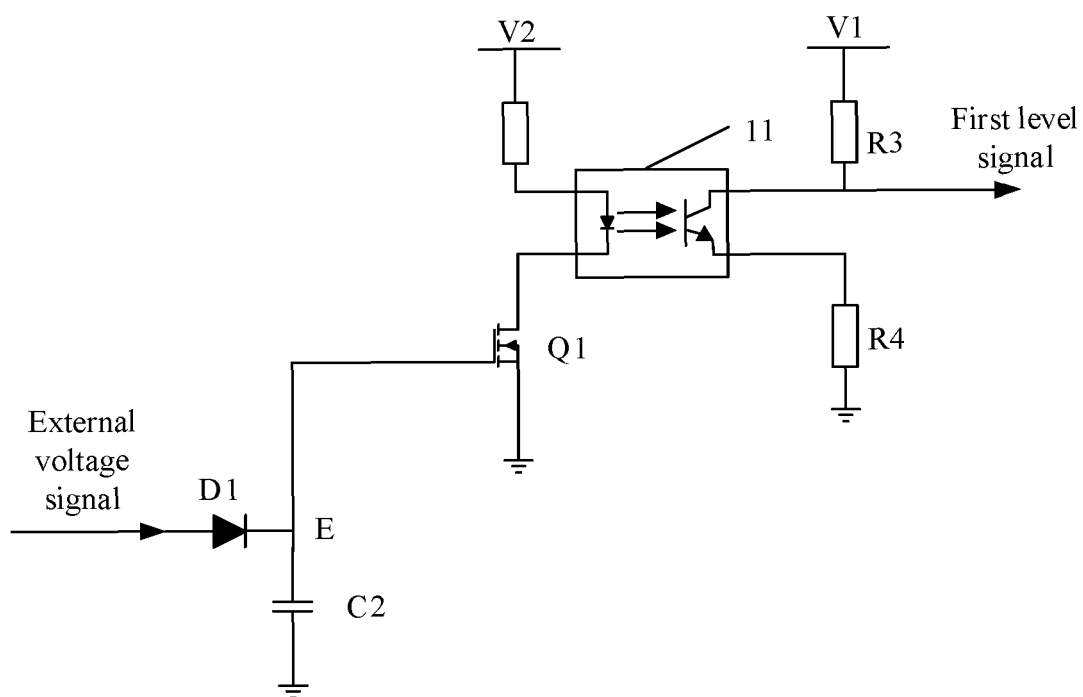 V2
V1
11
R3
First level
signal
Q1
R4
External
voltage
signal
D1
E
C2